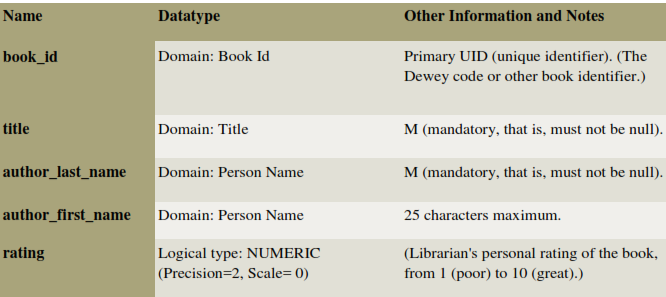 Name Datatype Other Information and Notes
book_id Domain: Book Id Primary UID (unique identifier). (The
Dewey code or other book identifier.)
title Domain: Title M (mandatory, that is, must not be null).
author_last_name Domain: Person Name M (mandatory, that is, must not be null).
author_first_name Domain: Person Name 25 characters maximum.
rating Logical type: NUMERIC (Librarian's personal rating of the book,
(Precision=2, Scale= 0) from 1 (poor) to 10 (great).)